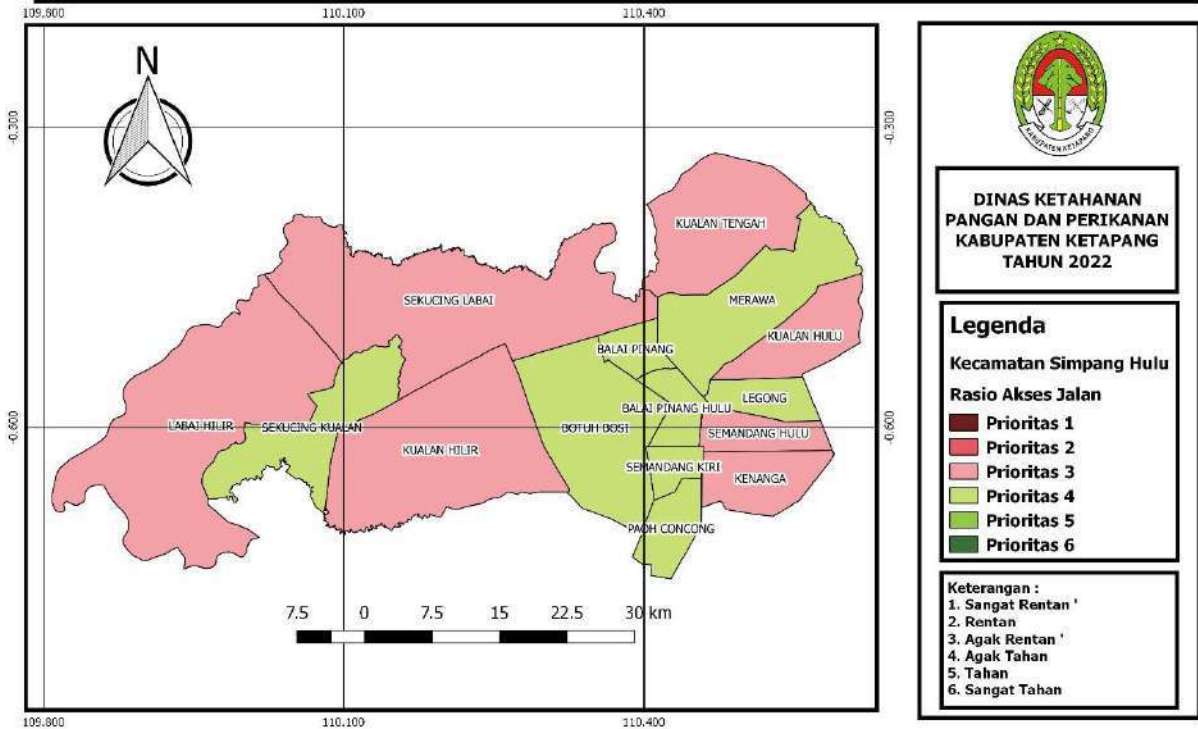 109.800
110.100
110.400
-0.300
-0.300
N
KUALAN TENGAH
SEKUCING LABAI
MERAWA
KUALAN HULU
BALAI PINANG
LEGONG
BALAI PINANG HULU
LABAI HILIR
SEKUCING KUALAN
BOTUH BOSI
SEMANDANG HULU
-0.600
-0.600
KUALAN HILIR
SEMANDANG KIRI
KENANGA
PAOH CONCONG
7.5 0 7.5 15 22.5 30 km
109.800
110.100
110.400
KABUPATEN KETAPANG
DINAS KETAHANAN
PANGAN DAN PERIKANAN
KABUPATEN KETAPANG
TAHUN 2022
Legenda
Kecamatan Simpang Hulu
Rasio Akses Jalan
Prioritas 1
Prioritas 2
Prioritas 3
Prioritas 4
Prioritas 5
Prioritas 6
Keterangan :
1. Sangat Rentan '
2. Rentan
3. Agak Rentan '
4. Agak Tahan
5. Tahan
6. Sangat Tahan